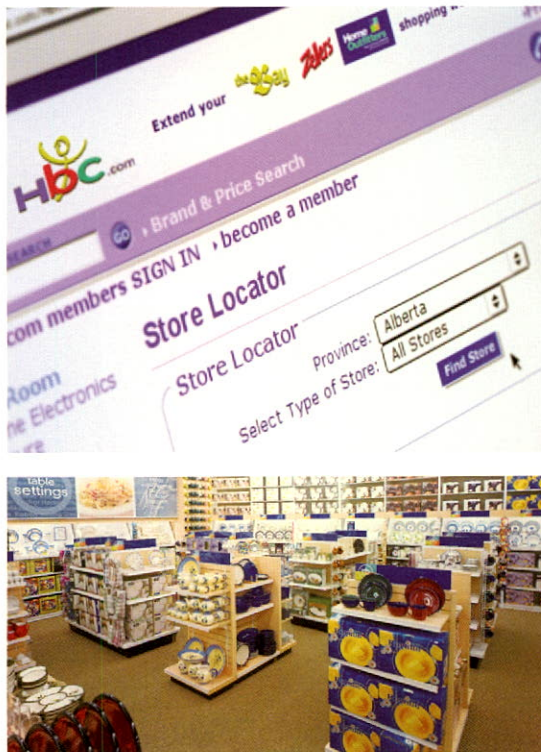 Extend your the Bay Zellers Home Outfitters shopping
Hbc.com
SEARCH GO Brand & Price Search
com members SIGN IN become a member
Store Locator
Store Locator
Province: Alberta
Select Type of Store: All Stores
Find Store
Room
ne Electronics
table
settings